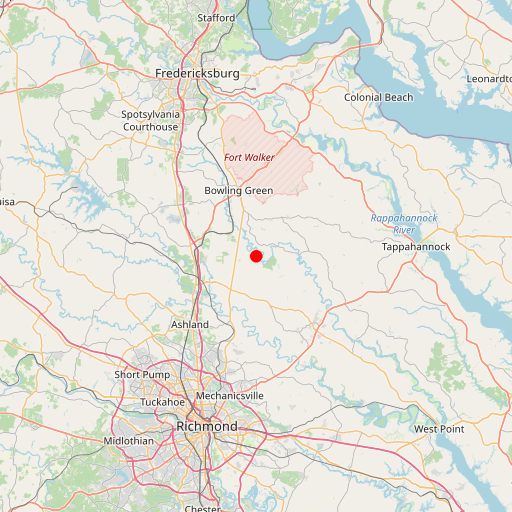 Stafford
Fredericksburg
Leonardto
Colonial Beach
Spotsylvania
Courthouse
Fort Walker
Bowling Green
isa
Rappahannock
River
Tappahannock
Ashland
Short Pump
Mechanicsville
Tuckahoe
Richmond
West Point
Midlothian
Chester